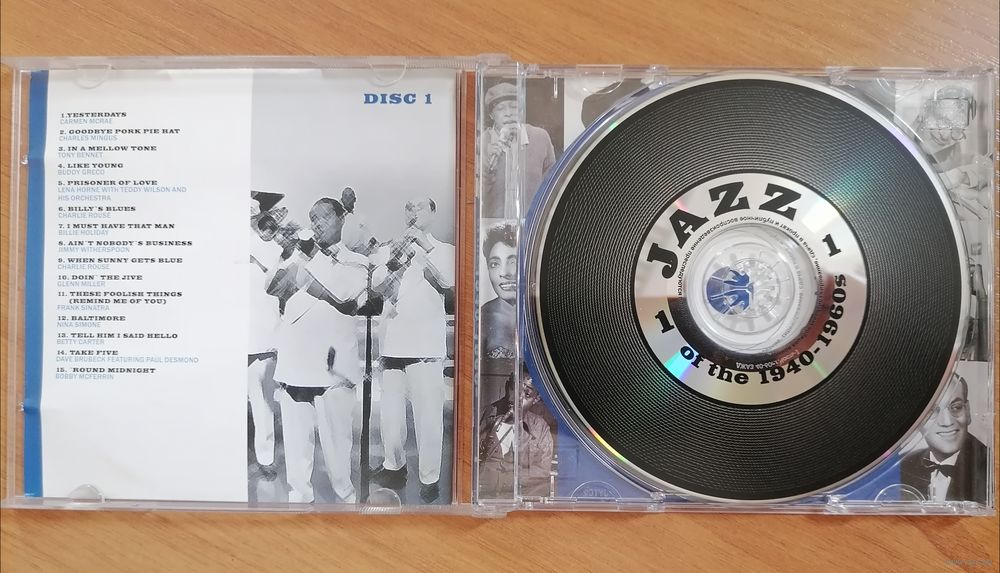 DISC 1
1.YESTERDAYS
CARMEN MCRAE
2. GOODBYE PORK PIE HAT
CHARLES MINGUS
3. IN A MELLOW TONE
TONY BENNET
4. LIKE YOUNG
BUDDY GRECO
5. PRISONER OF LOVE
LENA HORNE WITH TEDDY WILSON AND
HIS ORCHESTRA
6. BILLY`S BLUES
CHARLIE ROUSE
7. I MUST HAVE THAT MAN
BILLIE HOLIDAY
8. AIN`T NOBODY`S BUSINESS
JIMMY WITHERSPOON
9. WHEN SUNNY GETS BLUE
CHARLIE ROUSE
10. DOIN` THE JIVE
GLENN MILLER
11. THESE FOOLISH THINGS
(REMIND ME OF YOU)
FRANK SINATRA
12. BALTIMORE
NINA SIMONE
13. TELL HIM I SAID HELLO
BETTY CARTER
14. TAKE FIVE
DAVE BRUBECK FEATURING PAUL DESMOND
15. `ROUND MIDNIGHT
BOBBY MCFERRIN
JAZZ
1
1
of the 1940-1960s
прокат и публичное воспроизведение преследуются